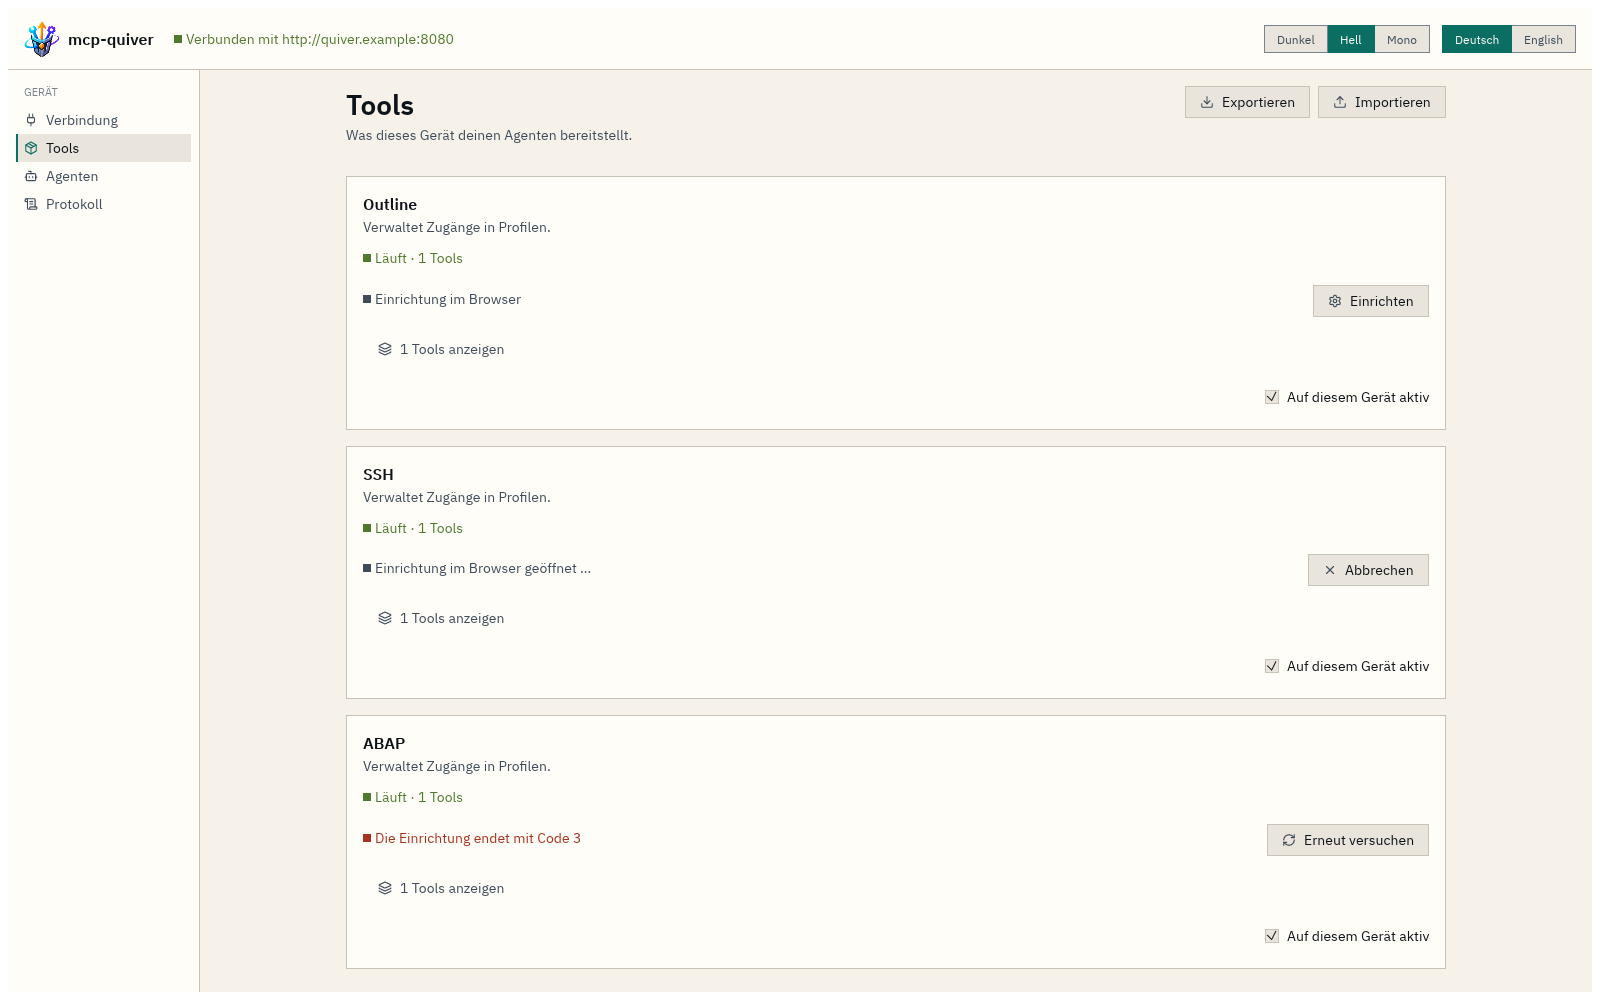 mcp-quiver
Verbunden mit http://quiver.example:8080
Dunkel Hell Mono
Deutsch English
GERÄT
Verbindung
Tools
Agenten
Protokoll
Tools
Was dieses Gerät deinen Agenten bereitstellt.
Exportieren
Importieren
Outline
Verwaltet Zugänge in Profilen.
Läuft · 1 Tools
Einrichtung im Browser
Einrichten
1 Tools anzeigen
Auf diesem Gerät aktiv
SSH
Verwaltet Zugänge in Profilen.
Läuft · 1 Tools
Einrichtung im Browser geöffnet …
Abbrechen
1 Tools anzeigen
Auf diesem Gerät aktiv
ABAP
Verwaltet Zugänge in Profilen.
Läuft · 1 Tools
Die Einrichtung endet mit Code 3
Erneut versuchen
1 Tools anzeigen
Auf diesem Gerät aktiv